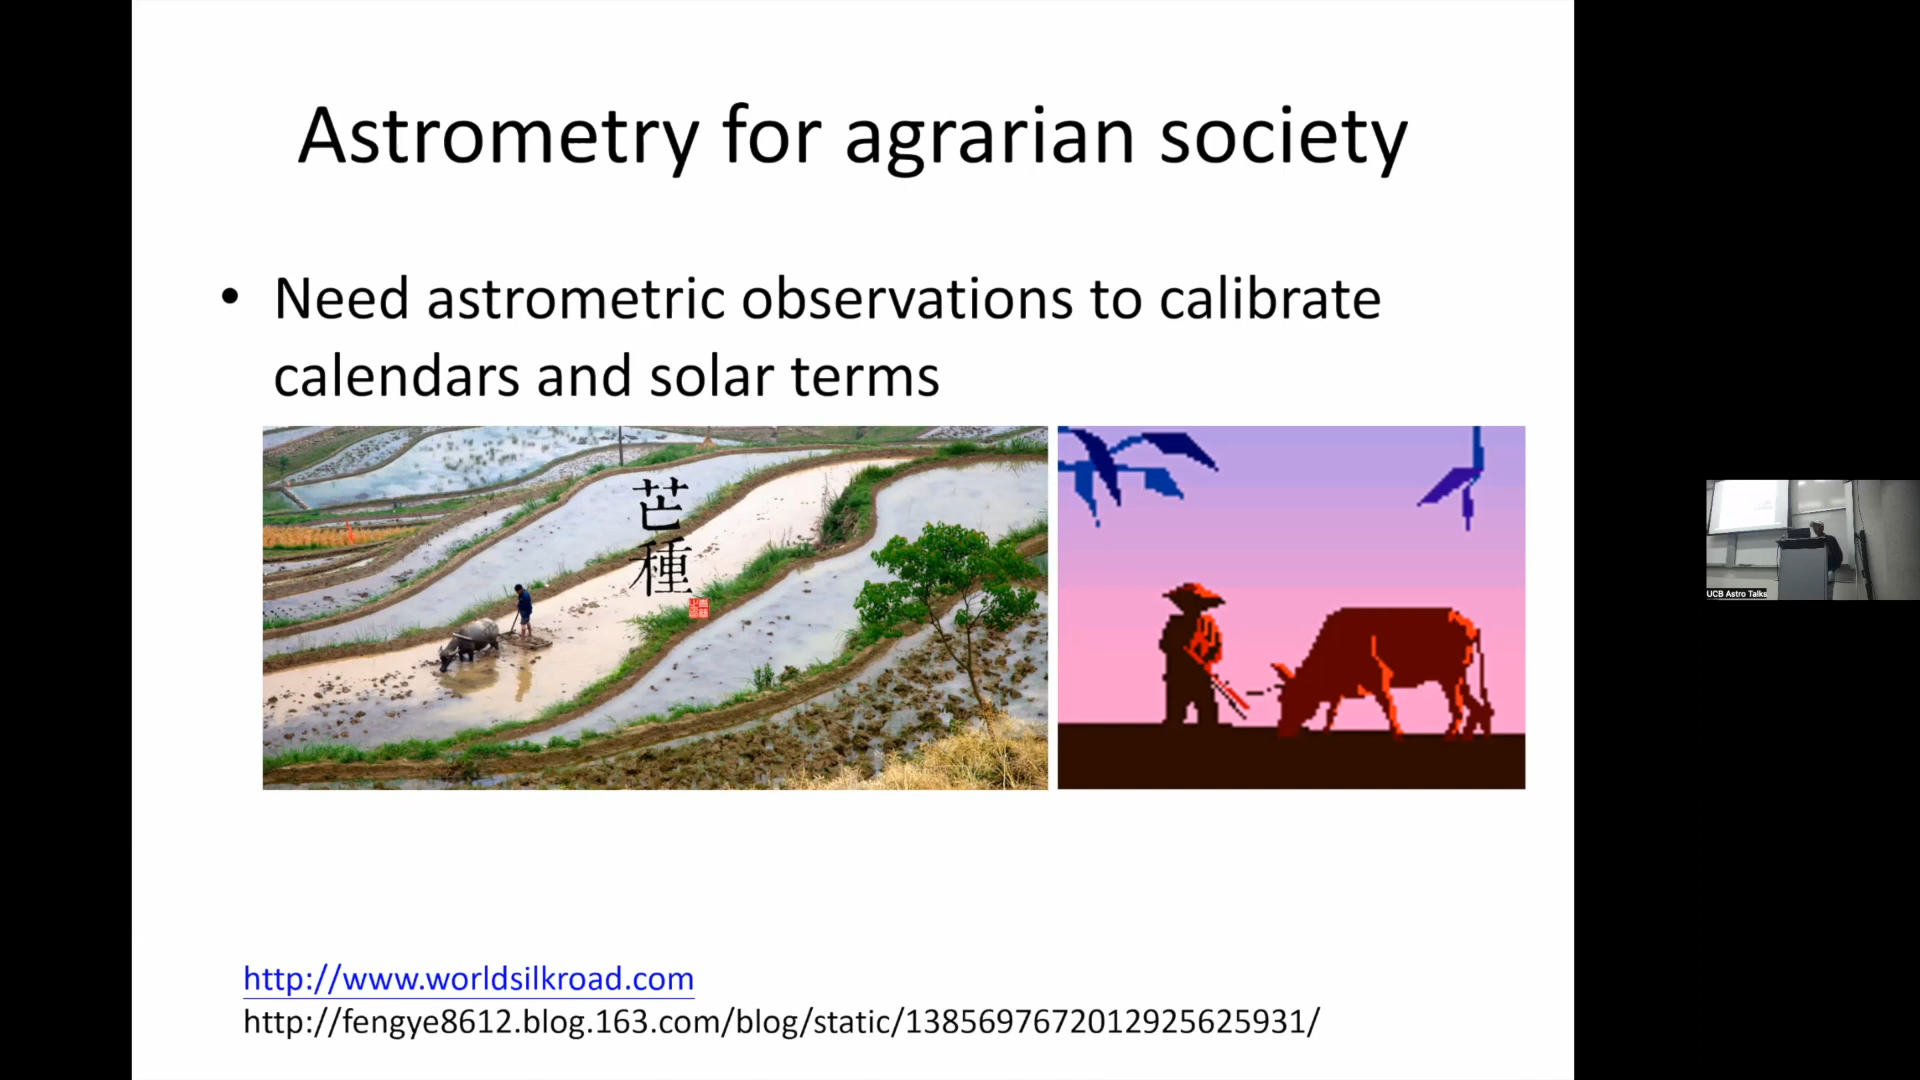 Astrometry for agrarian society
• Need astrometric observations to calibrate
calendars and solar terms
芒種
UCB Astro Talks
http://www.worldsilkroad.com
http://fengye8612.blog.163.com/blog/static/1385697672012925625931/